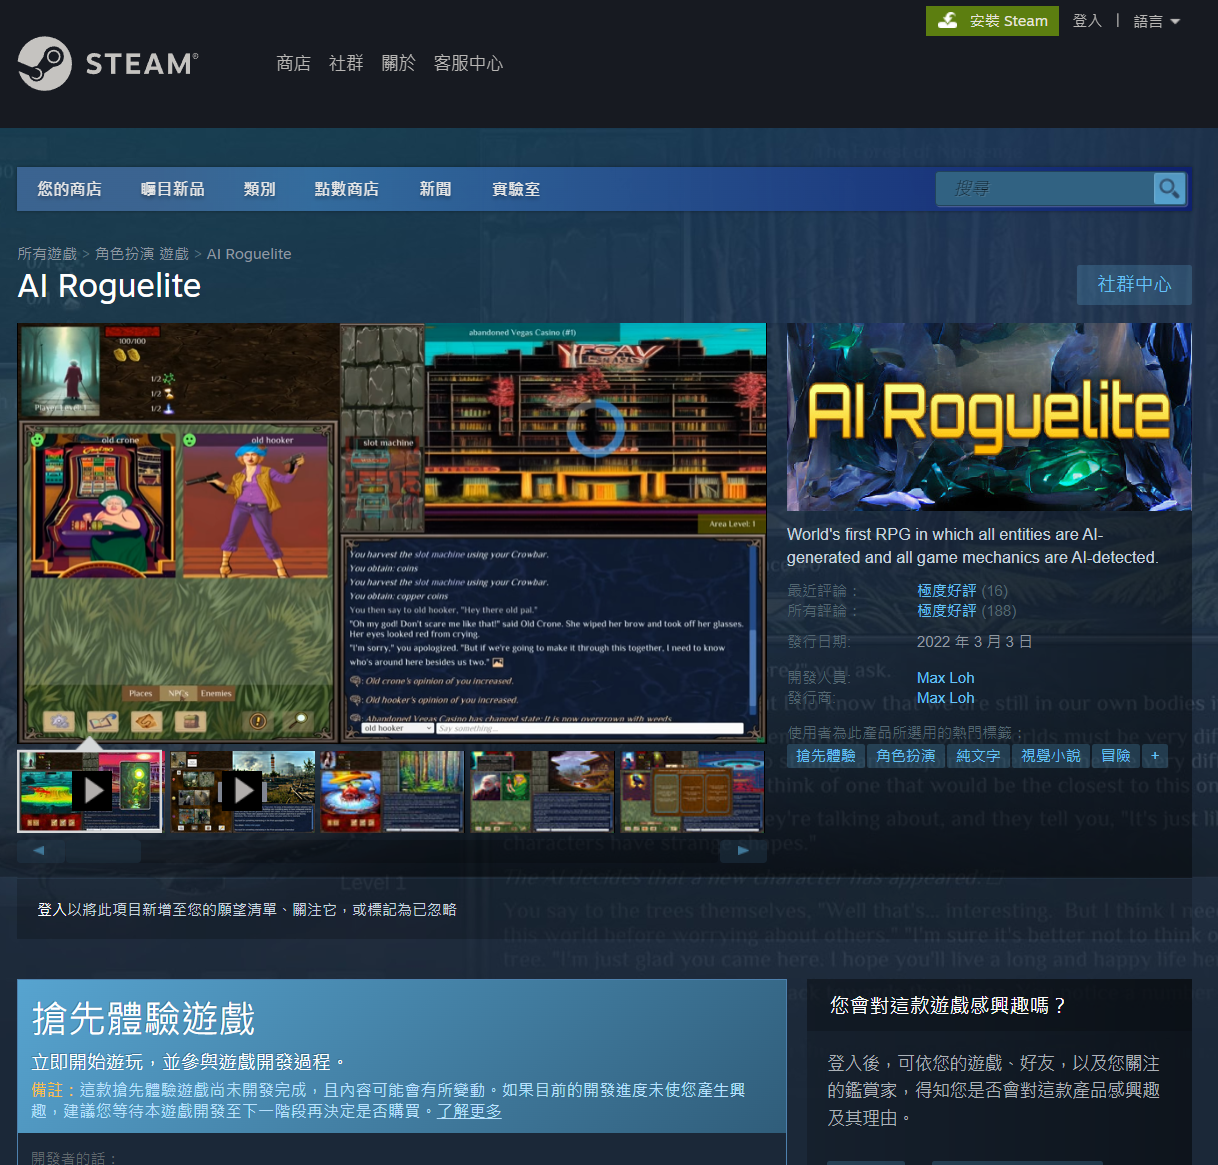 安裝 Steam
登入 | 語言
STEAM®
商店 社群 關於 客服中心
您的商店 矚目新品 類別 點數商店 新聞 實驗室
搜尋
所有遊戲 > 角色扮演 遊戲 > AI Roguelite
AI Roguelite
社群中心
100/100
1/2
1/2
1/2
Player Level: 1
abandoned Vegas Casino (#1)
old crone
old hooker
slot machine
Area Level: 1
You harvest the slot machine using your Crowbar.
You obtain: coins
You harvest the slot machine using your Crowbar.
You obtain: copper coins
You then say to old hooker, "Hey there old pal."
"Oh my god! Don't scare me like that!" said Old Crone. She wiped her brow and took off her glasses.
Her eyes looked red from crying.
"I'm sorry," you apologized. "But if we're going to make it through this together, I need to know
who's around here besides us two."
: Old crone's opinion of you increased.
: Old hooker's opinion of you increased.
: Abandoned Vegas Casino has changed state: It is now overgrown with weeds
old hooker
Say something...
Places NPCs Enemies
AI Roguelite
World's first RPG in which all entities are AI-
generated and all game mechanics are AI-detected.
最近評論：
極度好評 (16)
所有評論：
極度好評 (188)
發行日期:
2022 年 3 月 3 日
開發人員:
Max Loh
發行商:
Max Loh
使用者為此產品所選用的熱門標籤：
搶先體驗 角色扮演 純文字 視覺小說 冒險 +
Level 1
登入以將此項目新增至您的願望清單、關注它，或標記為已忽略
搶先體驗遊戲
立即開始遊玩，並參與遊戲開發過程。
備註：這款搶先體驗遊戲尚未開發完成，且內容可能會有所變動。如果目前的開發進度未使您產生興
趣，建議您等待本遊戲開發至下一階段再決定是否購買。了解更多
開發者的話：
您會對這款遊戲感興趣嗎？
登入後，可依您的遊戲、好友，以及您關注
的鑑賞家，得知您是否會對這款產品感興趣
及其理由。